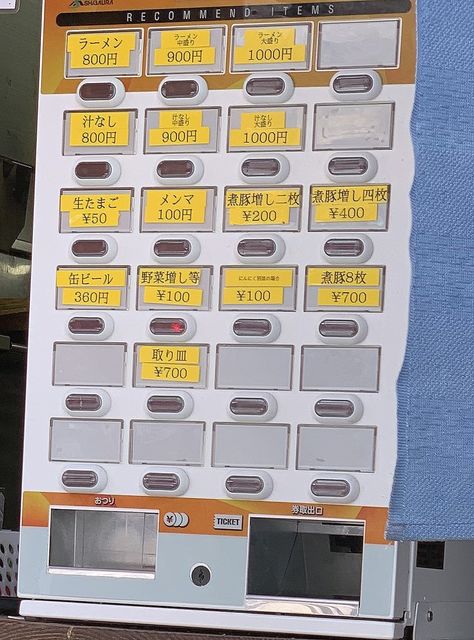 ASHIGAURA
RECOMMEND ITEMS
ラーメン
800円
ラーメン
中盛り
900円
ラーメン
大盛り
1000円
汁なし
800円
汁なし
中盛り
900円
汁なし
大盛り
1000円
生たまご
¥50
メンマ
100円
煮豚増し二枚
¥200
煮豚増し四枚
¥400
缶ビール
360円
野菜増し等
¥100
にんにく別皿の場合
¥100
煮豚8枚
¥700
取り皿
¥700
おつり
¥
TICKET
券取出口